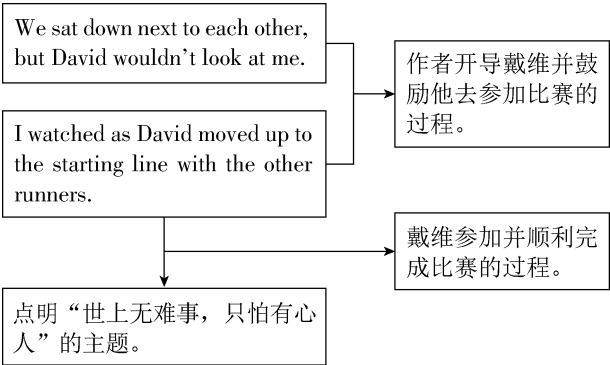 We sat down next to each other,
but David wouldn't look at me.
作者开导戴维并鼓
励他去参加比赛的
过程。
I watched as David moved up to
the starting line with the other
runners.
戴维参加并顺利完
成比赛的过程。
点明“世上无难事，只怕有心
人”的主题。